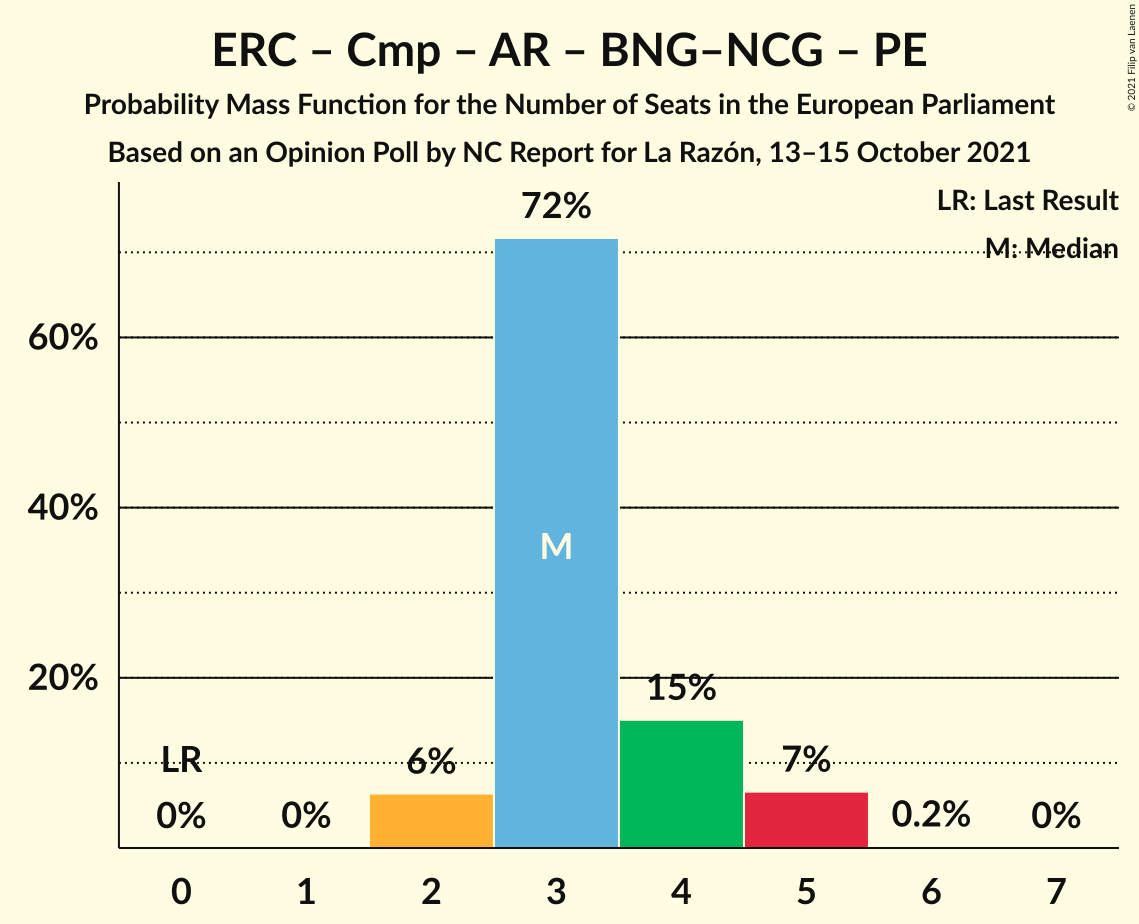 ERC – Cmp – AR – BNG–NCG – PE
Probability Mass Function for the Number of Seats in the European Parliament
Based on an Opinion Poll by NC Report for La Razón, 13–15 October 2021
© 2021 Filip van Laenen
LR: Last Result
M: Median
72%
60%
40%
M
20%
15%
LR
6%
7%
0%
0%
0.2%
0%
0 1 2 3 4 5 6 7